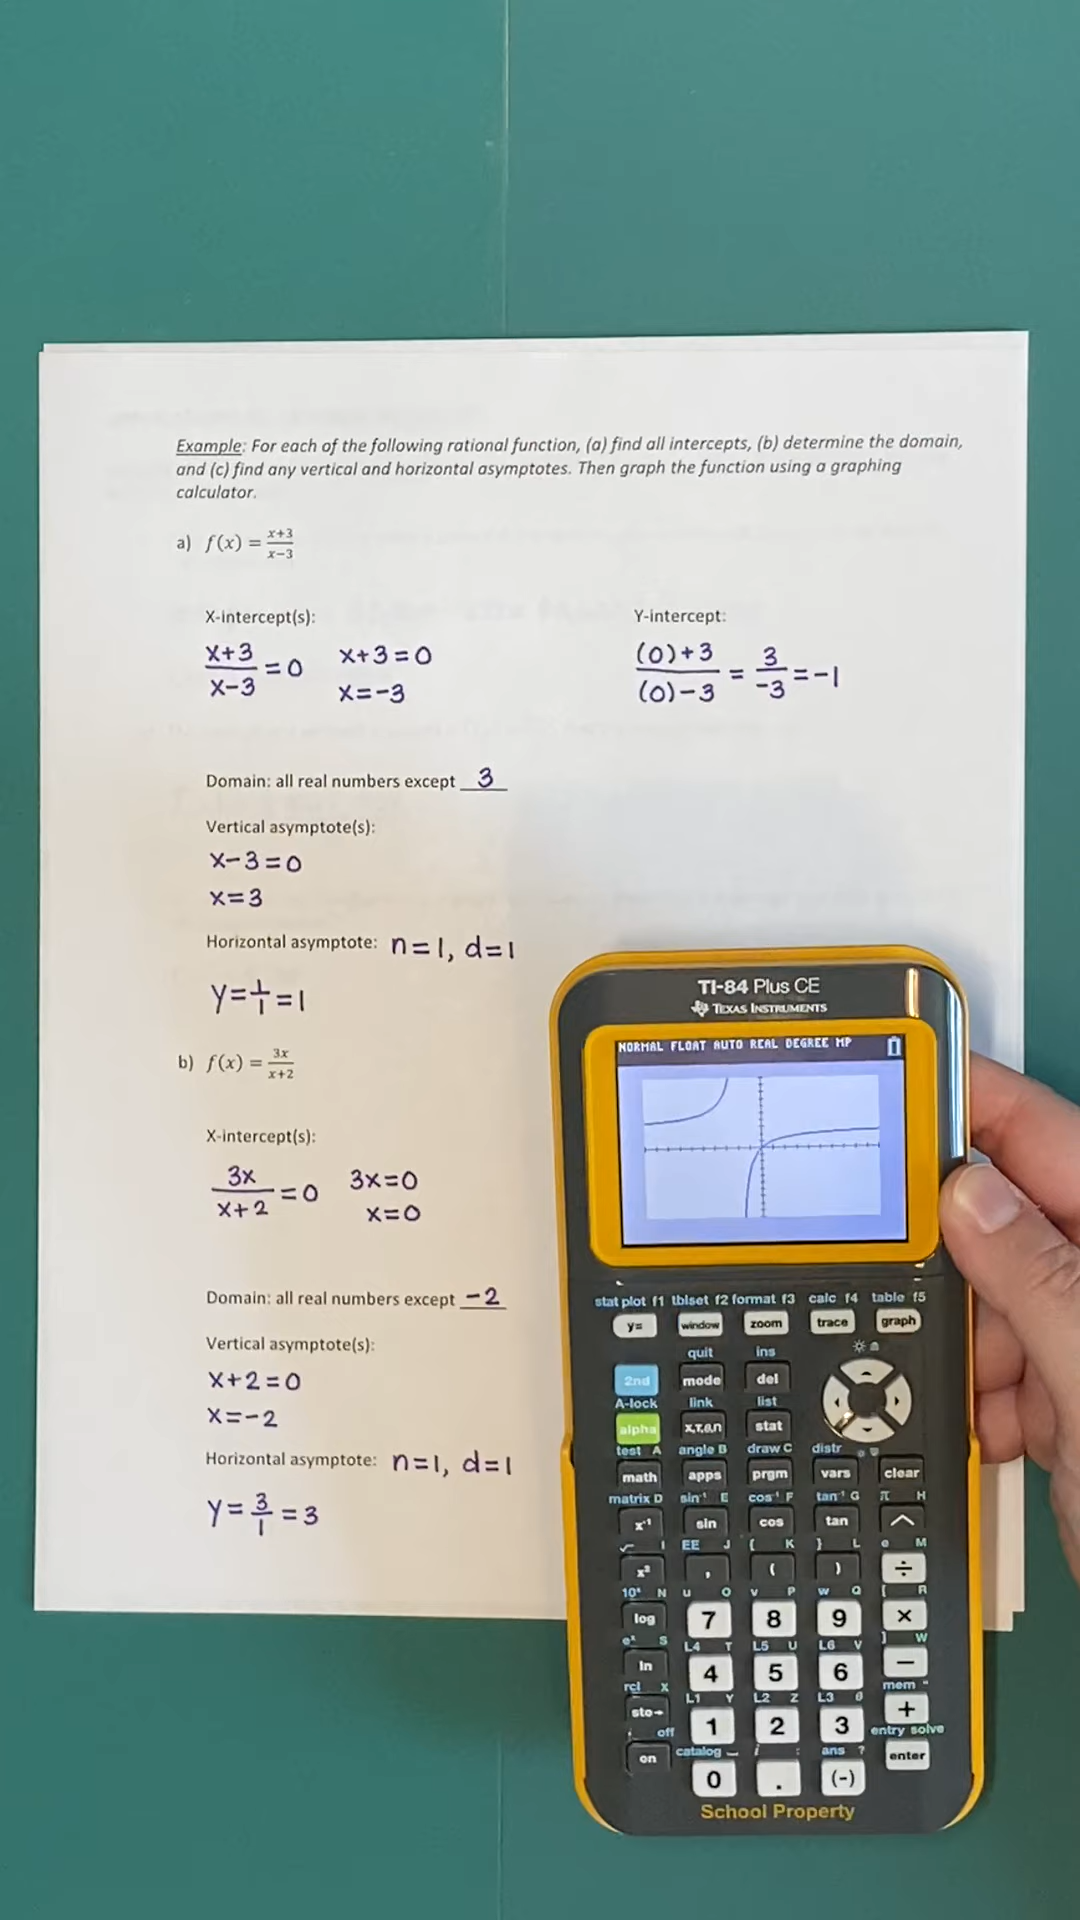 Example: For each of the following rational function, (a) find all intercepts, (b) determine the domain,
and (c) find any vertical and horizontal asymptotes. Then graph the function using a graphing
calculator.
a) f(x) = x+3/x−3
X-intercept(s):
Y-intercept:
x+3/x−3 = 0
x+3=0
x=−3
(0)+3/(0)−3 = 3/−3 = −1
Domain: all real numbers except 3
Vertical asymptote(s):
x−3=0
x=3
Horizontal asymptote: n=1, d=1
y=1/1=1
b) f(x) = 3x/x+2
X-intercept(s):
3x/x+2 = 0
3x=0
x=0
Domain: all real numbers except −2
Vertical asymptote(s):
x+2=0
x=−2
Horizontal asymptote: n=1, d=1
y=3/1=3
TI-84 Plus CE
TEXAS INSTRUMENTS
NORMAL FLOAT AUTO REAL DEGREE MP
stat plot f1 tblset f2 format f3 calc f4 table f5
y= window zoom trace graph
quit ins
2nd mode del
A-lock link list
alpha X,T,θ,n stat
test A angle B draw C distr
math apps prgm vars clear
matrix D sin⁻¹ E cos⁻¹ F tan⁻¹ G π H
x⁻¹ sin cos tan ^
√ I EE J { K } L e M
x² , ( ) ÷
10ˣ N u O v P w Q [ R
log 7 8 9 ×
eˣ S L4 T L5 U L6 V ] W
ln 4 5 6 −
rcl X L1 Y L2 Z L3 θ mem "
sto→ 1 2 3 +
off catalog i : ans ? entry solve
on 0 . (-) enter
School Property